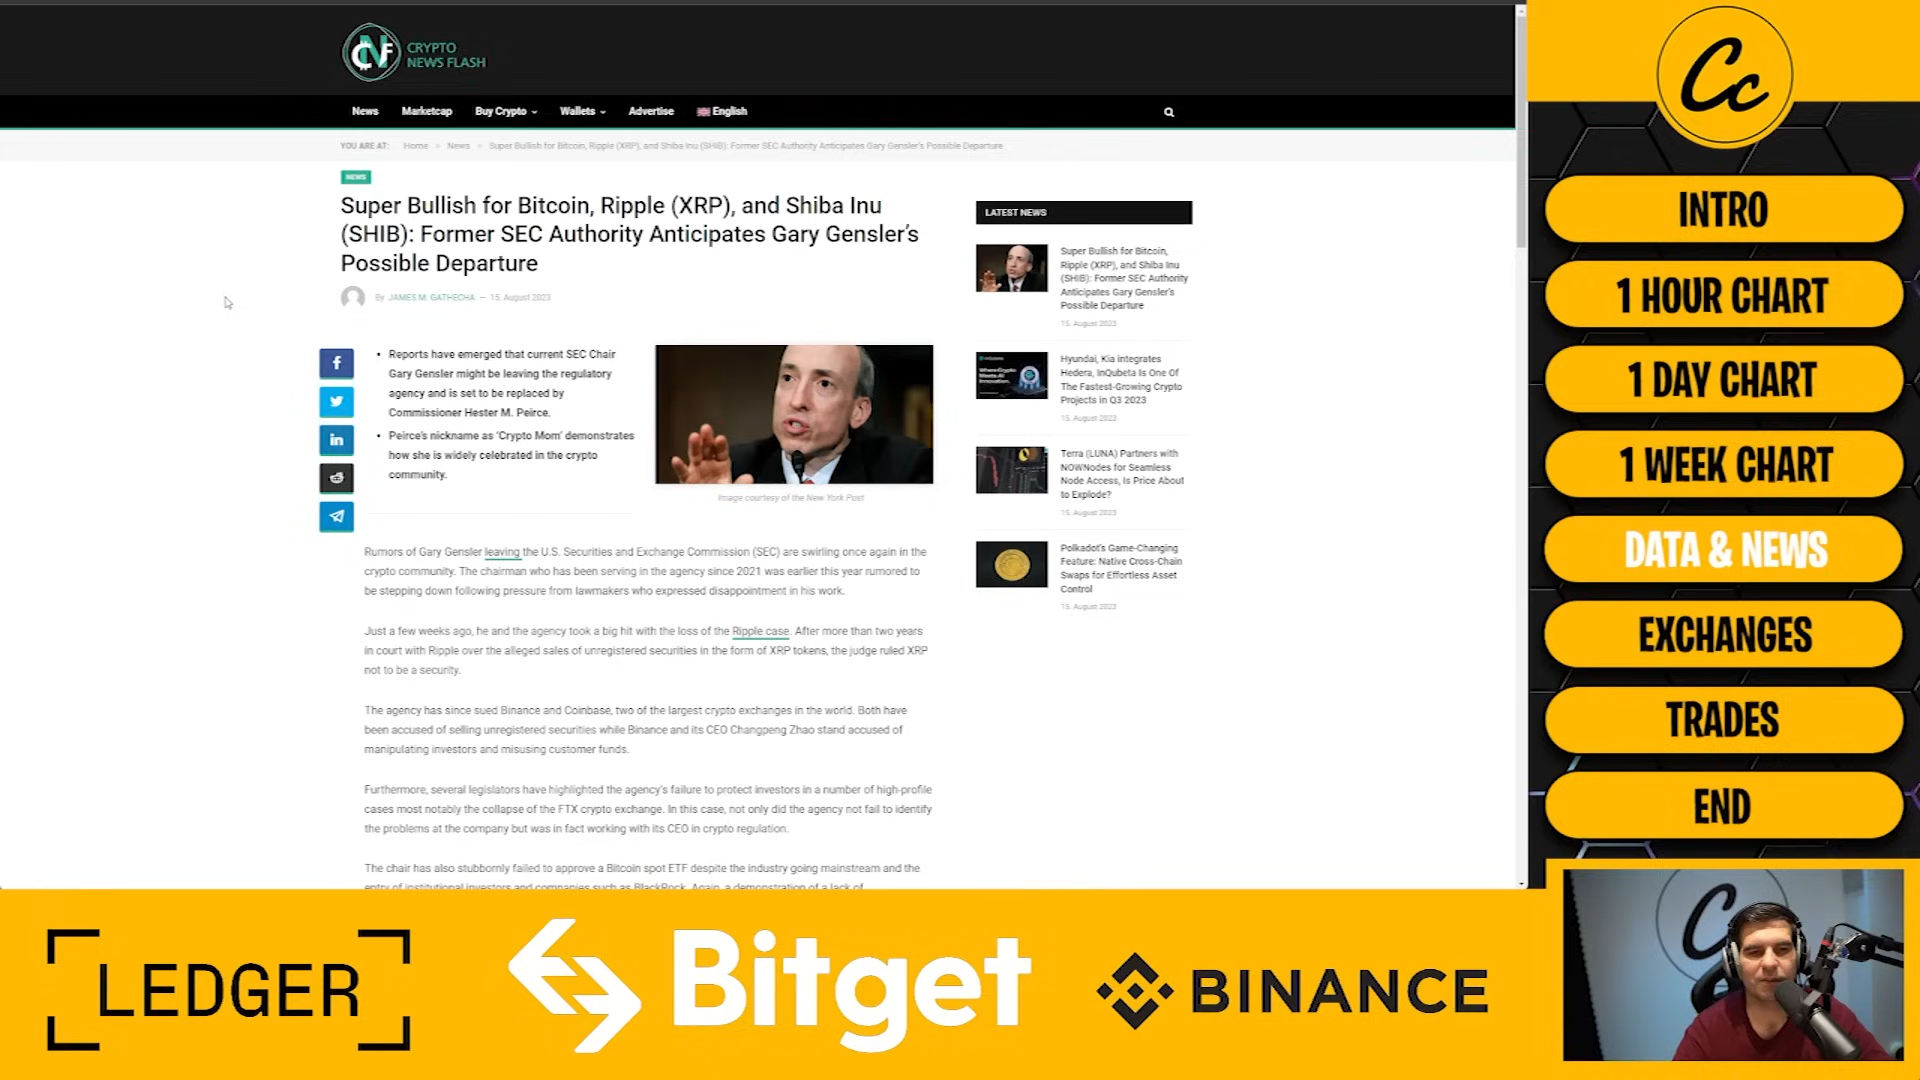 CNF
CRYPTO
NEWS FLASH
News
Marketcap
Buy Crypto
Wallets
Advertise
English
YOU ARE AT:
Home
News
Super Bullish for Bitcoin, Ripple (XRP), and Shiba Inu (SHIB): Former SEC Authority Anticipates Gary Gensler's Possible Departure
NEWS
Super Bullish for Bitcoin, Ripple (XRP), and Shiba Inu
(SHIB): Former SEC Authority Anticipates Gary Gensler's
Possible Departure
By JAMES M. GATHECHA — 15. August 2023
• Reports have emerged that current SEC Chair
Gary Gensler might be leaving the regulatory
agency and is set to be replaced by
Commissioner Hester M. Peirce.
• Peirce's nickname as 'Crypto Mom' demonstrates
how she is widely celebrated in the crypto
community.
Image courtesy of the New York Post
Rumors of Gary Gensler leaving the U.S. Securities and Exchange Commission (SEC) are swirling once again in the
crypto community. The chairman who has been serving in the agency since 2021 was earlier this year rumored to
be stepping down following pressure from lawmakers who expressed disappointment in his work.
Just a few weeks ago, he and the agency took a big hit with the loss of the Ripple case. After more than two years
in court with Ripple over the alleged sales of unregistered securities in the form of XRP tokens, the judge ruled XRP
not to be a security.
The agency has since sued Binance and Coinbase, two of the largest crypto exchanges in the world. Both have
been accused of selling unregistered securities while Binance and its CEO Changpeng Zhao stand accused of
manipulating investors and misusing customer funds.
Furthermore, several legislators have highlighted the agency's failure to protect investors in a number of high-profile
cases most notably the collapse of the FTX crypto exchange. In this case, not only did the agency not fail to identify
the problems at the company but was in fact working with its CEO in crypto regulation.
The chair has also stubbornly failed to approve a Bitcoin spot ETF despite the industry going mainstream and the
entry of institutional investors and companies such as BlackRock. Again, a demonstration of a lack of
LATEST NEWS
Super Bullish for Bitcoin,
Ripple (XRP), and Shiba Inu
(SHIB): Former SEC Authority
Anticipates Gary Gensler's
Possible Departure
15. August 2023
Hyundai, Kia integrates
Hedera, InQubeta Is One Of
The Fastest-Growing Crypto
Projects in Q3 2023
15. August 2023
Terra (LUNA) Partners with
NOWNodes for Seamless
Node Access, Is Price About
to Explode?
15. August 2023
Polkadot's Game-Changing
Feature: Native Cross-Chain
Swaps for Effortless Asset
Control
15. August 2023
Cc
INTRO
1 HOUR CHART
1 DAY CHART
1 WEEK CHART
DATA & NEWS
EXCHANGES
TRADES
END
LEDGER
Bitget
BINANCE